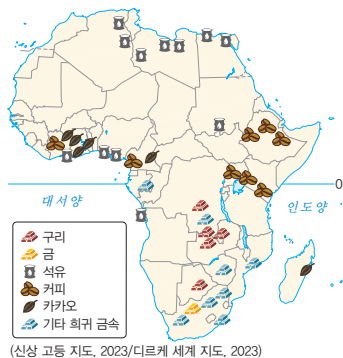 0
대서양
인도양
구리
금
석유
커피
카카오
기타 희귀 금속
(신상 고등 지도, 2023/디르케 세계 지도, 2023)